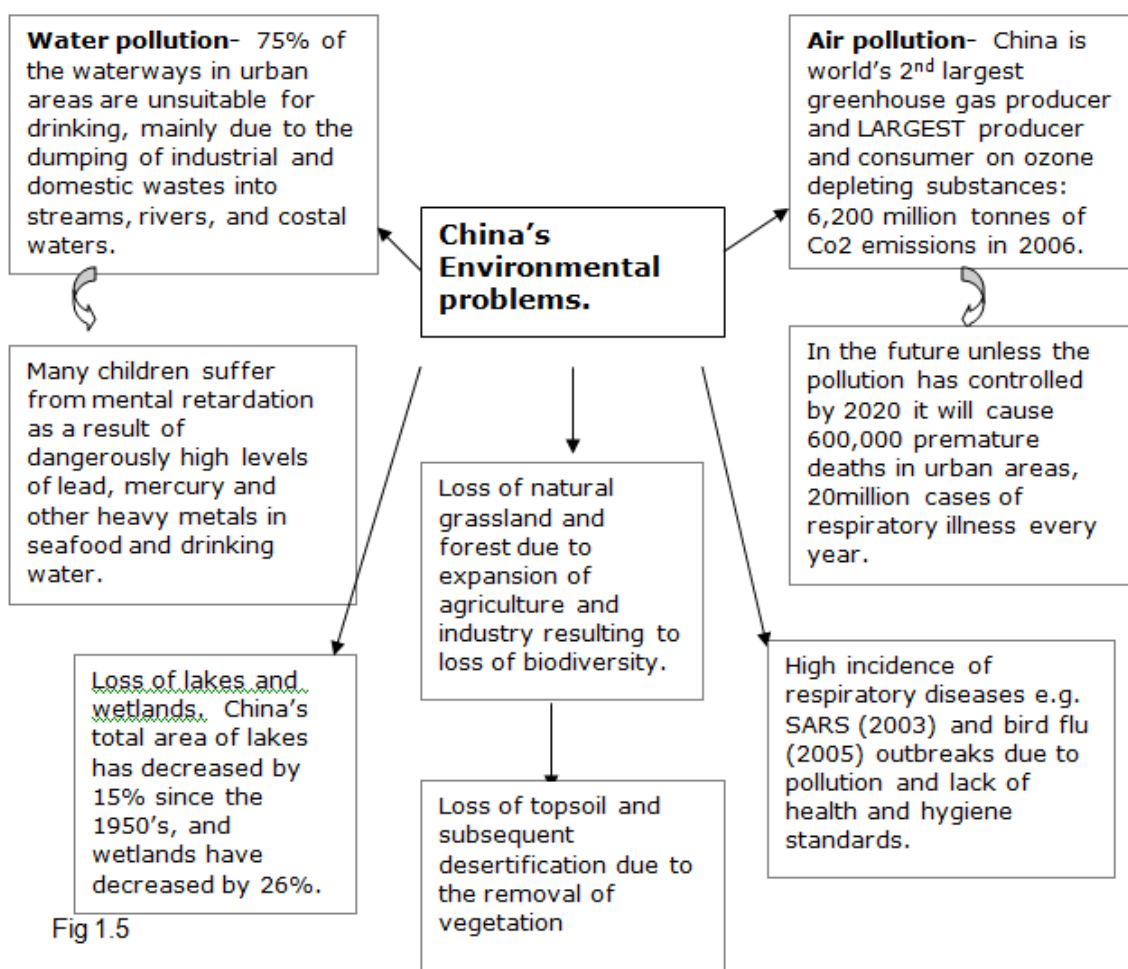 Water pollution- 75% of
the waterways in urban
areas are unsuitable for
drinking, mainly due to the
dumping of industrial and
domestic wastes into
streams, rivers, and costal
waters.
Air pollution- China is
world's 2nd largest
greenhouse gas producer
and LARGEST producer
and consumer on ozone
depleting substances:
6,200 million tonnes of
Co2 emissions in 2006.
China's
Environmental
problems.
Many children suffer
from mental retardation
as a result of
dangerously high levels
of lead, mercury and
other heavy metals in
seafood and drinking
water.
In the future unless the
pollution has controlled
by 2020 it will cause
600,000 premature
deaths in urban areas,
20million cases of
respiratory illness every
year.
Loss of natural
grassland and
forest due to
expansion of
agriculture and
industry resulting to
loss of biodiversity.
Loss of lakes and
wetlands, China's
total area of lakes
has decreased by
15% since the
1950's, and
wetlands have
decreased by 26%.
High incidence of
respiratory diseases e.g.
SARS (2003) and bird flu
(2005) outbreaks due to
pollution and lack of
health and hygiene
standards.
Loss of topsoil and
subsequent
desertification due to
the removal of
vegetation
Fig 1.5